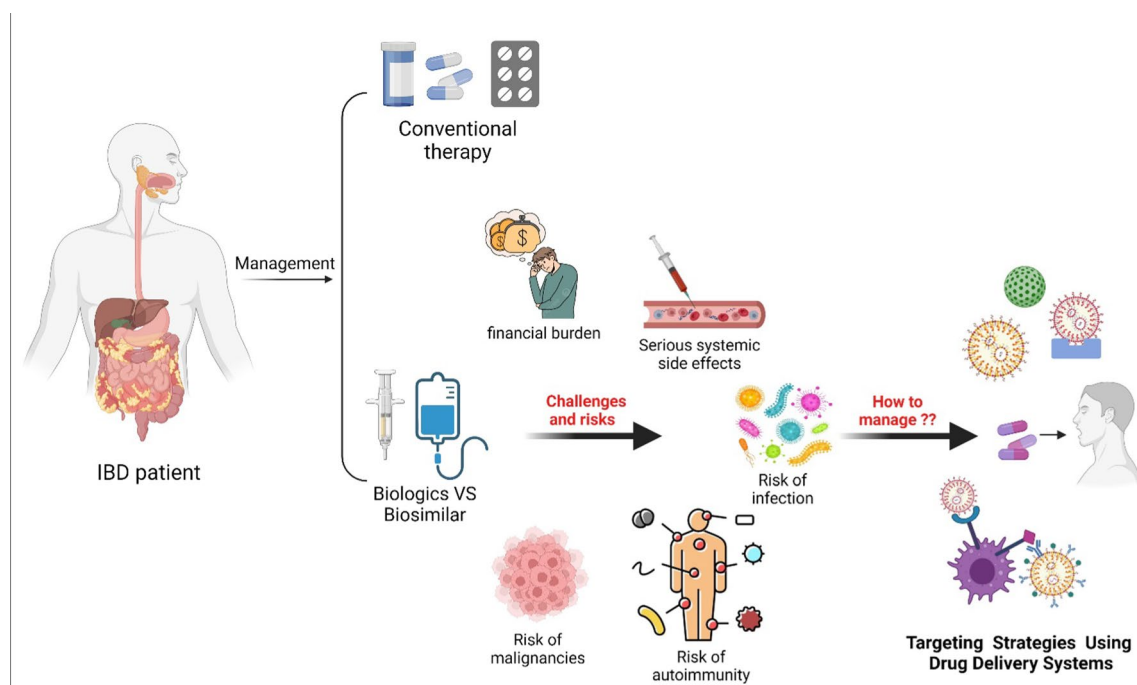 Conventional
therapy
Management
$
$
financial burden
Serious systemic
side effects
IBD patient
Biologics VS
Biosimilar
Challenges
and risks
Risk of
infection
How to
manage ??
Risk of
malignancies
Risk of
autoimmunity
Targeting Strategies Using
Drug Delivery Systems